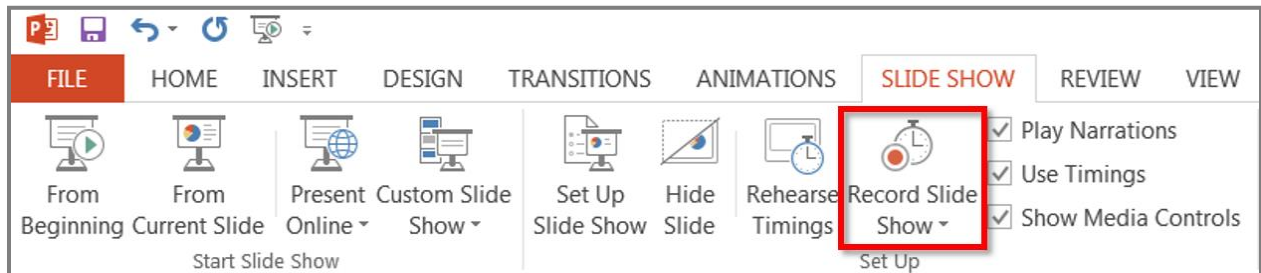 FILE HOME INSERT DESIGN TRANSITIONS ANIMATIONS SLIDE SHOW REVIEW VIEW
From Beginning
From Current Slide
Present Online
Custom Slide Show
Set Up Slide Show
Hide Slide
Rehearse Timings
Record Slide Show
Play Narrations
Use Timings
Show Media Controls
Start Slide Show
Set Up